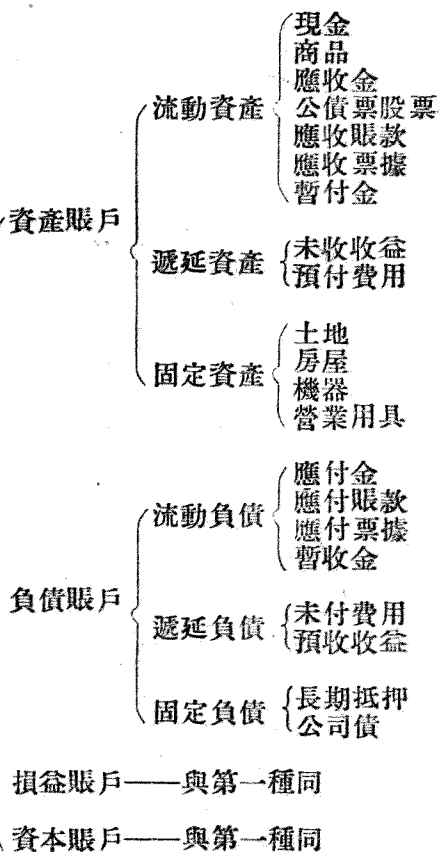 資產賬戶
流動資產
現金
商品
應收金
公債票股票
應收賬款
應收票據
暫付金
遞延資產
未收收益
預付費用
固定資產
土地
房屋
機器
營業用具
負債賬戶
流動負債
應付金
應付賬款
應付票據
暫收金
遞延負債
未付費用
預收收益
固定負債
長期抵押
公司債
損益賬戶——與第一種同
資本賬戶——與第一種同